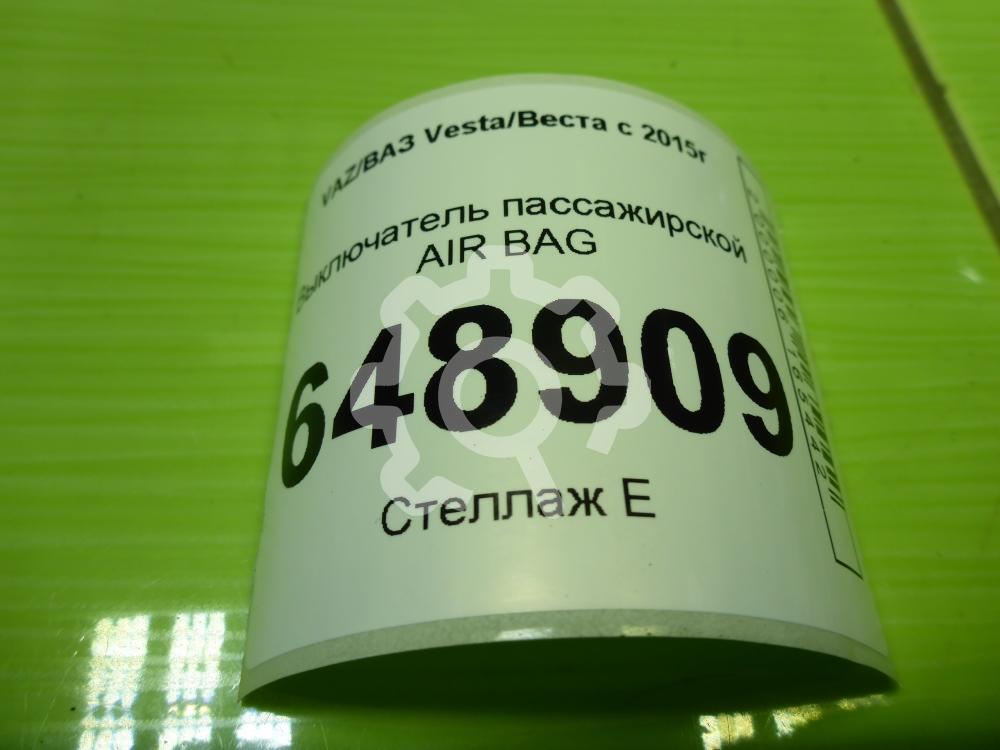 VAZ/ВАЗ Vesta/Веста с 2015г
Выключатель пассажирской
AIR BAG
648909
Стеллаж Е